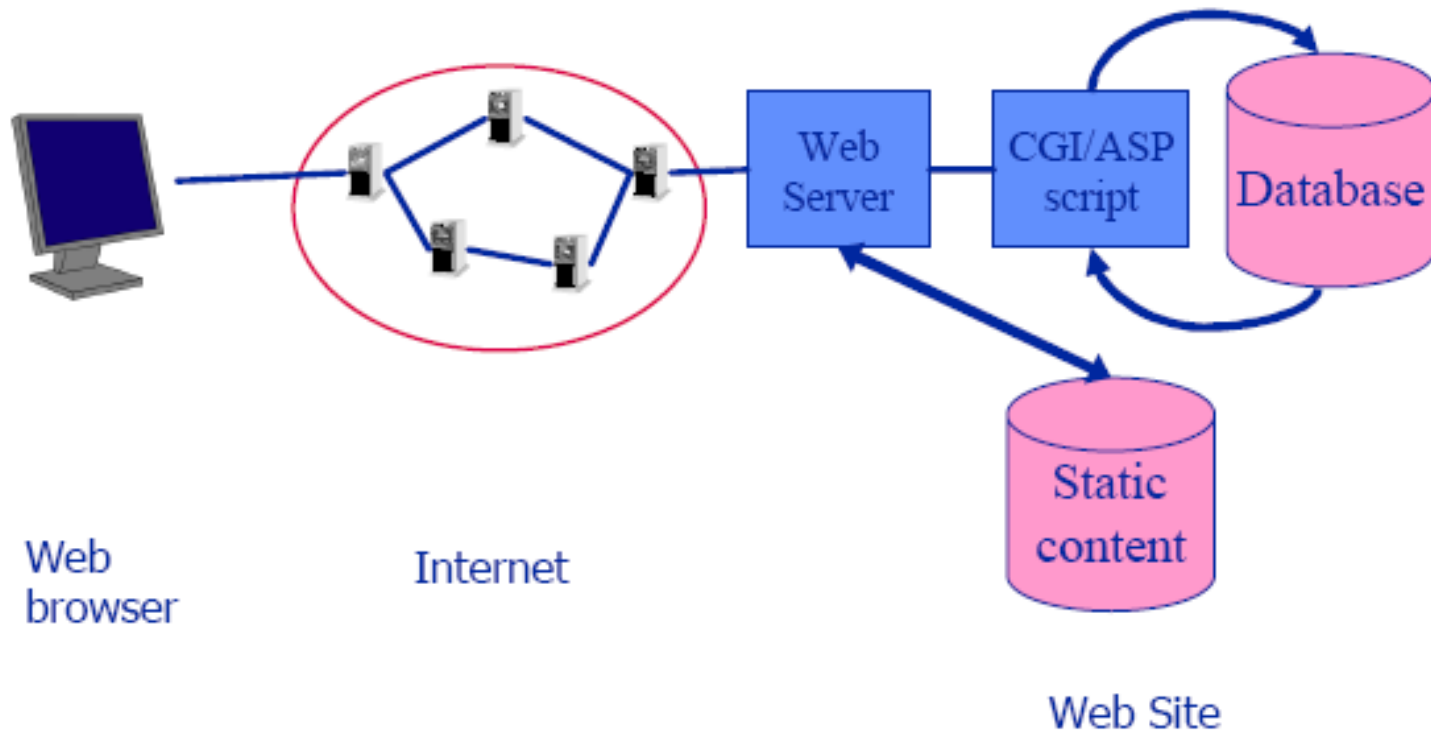 Web
Server
CGI/ASP
script
Database
Static
content
Web
browser
Internet
Web Site